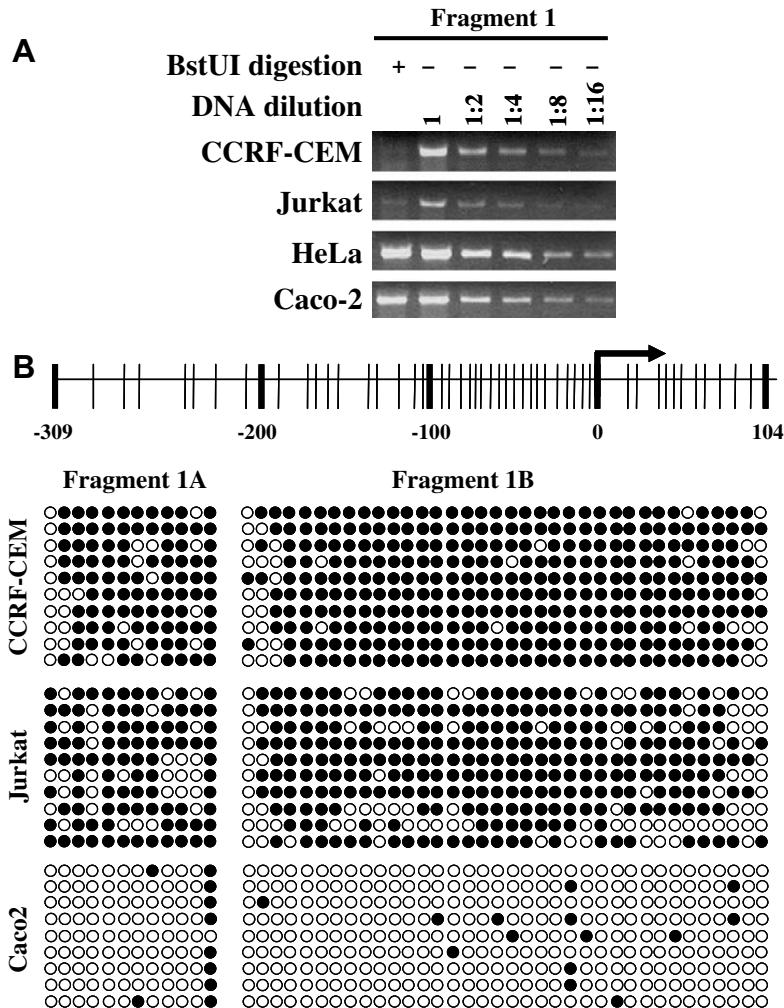 A
Fragment 1
BstUI digestion + – – – – –
DNA dilution 1 1:2 1:4 1:8 1:16
CCRF-CEM
Jurkat
HeLa
Caco-2
B
-309 -200 -100 0 104
Fragment 1A Fragment 1B
CCRF-CEM
Jurkat
Caco2